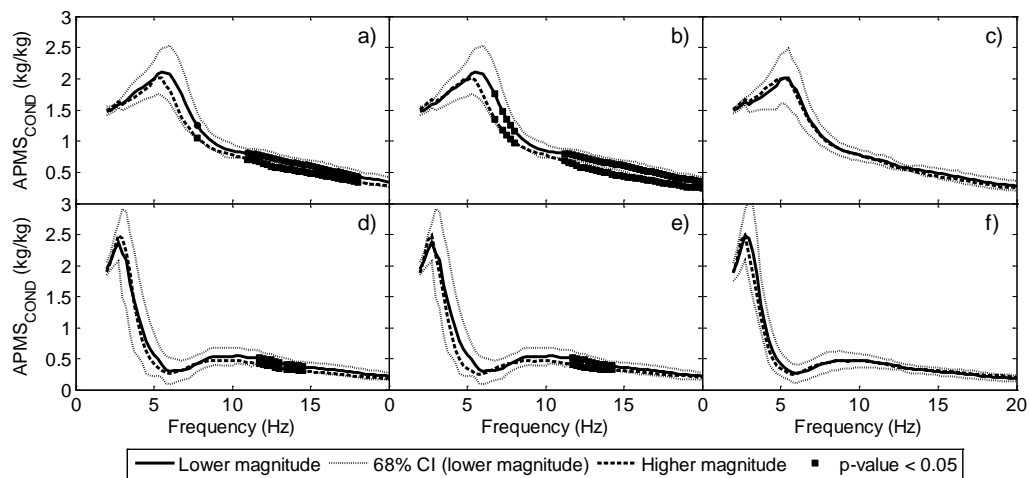 3
2.5
2
1.5
1
0.5
0
APMS_COND (kg/kg)
a)
b)
c)
3
2.5
2
1.5
1
0.5
0
APMS_COND (kg/kg)
d)
e)
f)
5 10 15 0 5 10 15 0 5 10 15 20
Frequency (Hz) Frequency (Hz) Frequency (Hz)
Lower magnitude 68% CI (lower magnitude) Higher magnitude p-value < 0.05